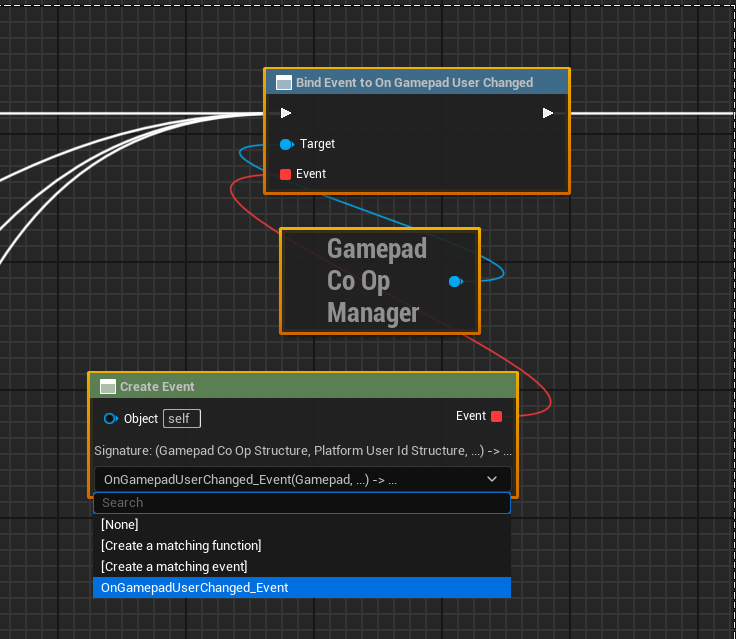 Bind Event to On Gamepad User Changed
Target
Event
Gamepad
Co Op
Manager
Create Event
Object self
Event
Signature: (Gamepad Co Op Structure, Platform User Id Structure, ...) -> ...
OnGamepadUserChanged_Event(Gamepad, ...) -> ...
Search
[None]
[Create a matching function]
[Create a matching event]
OnGamepadUserChanged_Event